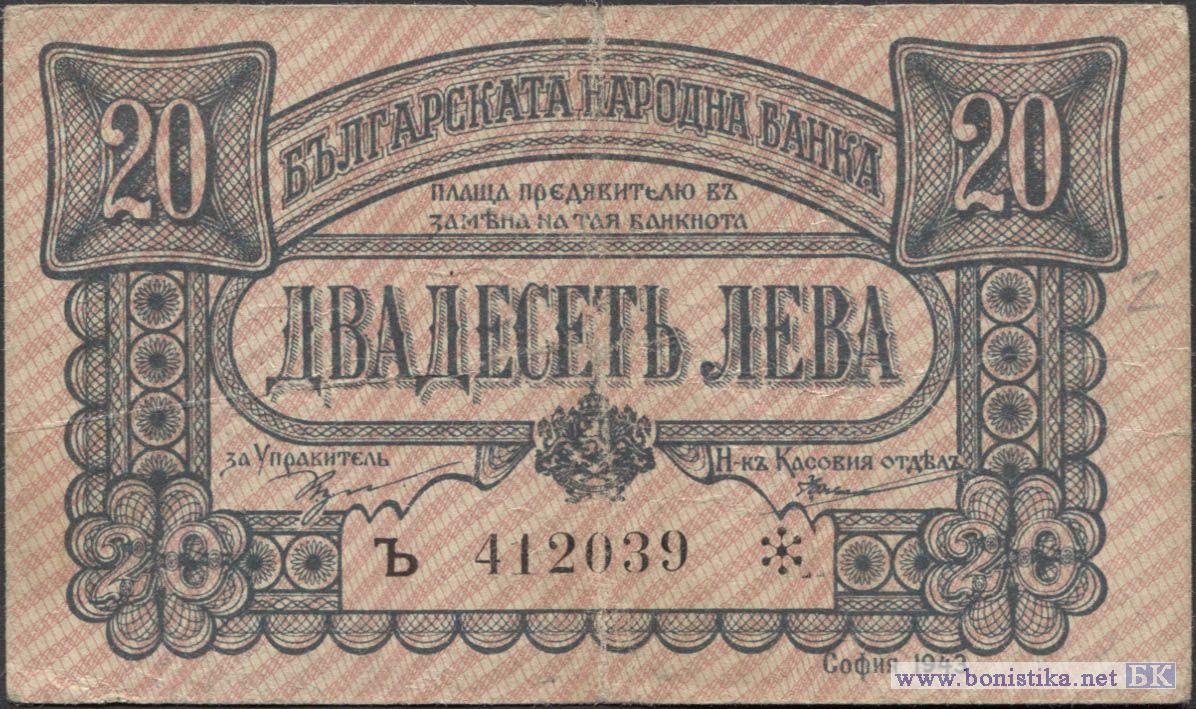 20
20
БЪЛГАРСКАТА НАРОДНА БАНКА
ПЛАЩА ПРЕДЯВИТЕЛЮ ВЪ
ЗАМѢНА НА ТАЯ БАНКНОТА
ДВАДЕСЕТЬ ЛЕВА
ЗА УПРАВИТЕЛЬ
Н-КЪ КАСОВИЯ ОТДѢЛЪ
Ъ 412039
20
20
София 1943
www.bonistika.net БК
2